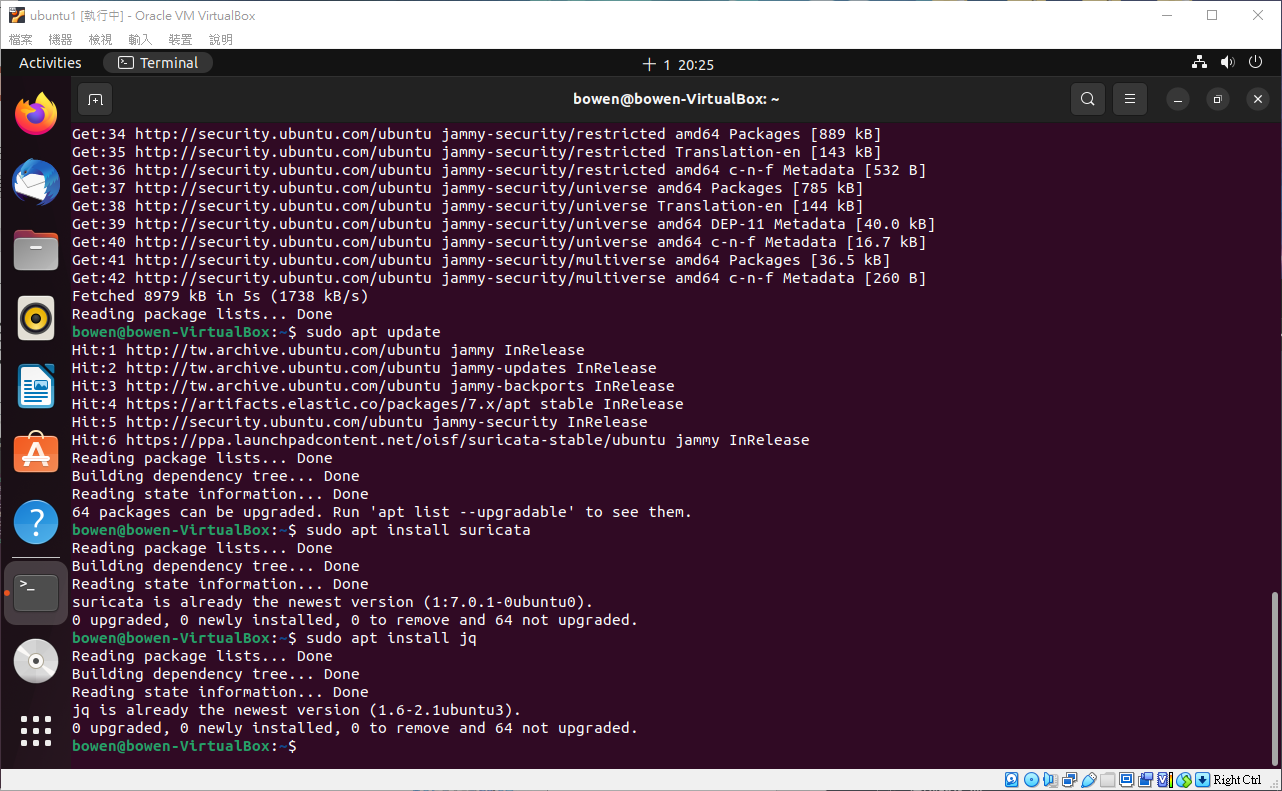 ubuntu1 [執行中] - Oracle VM VirtualBox
檔案 機器 檢視 輸入 裝置 說明
Activities Terminal 1 20:25
bowen@bowen-VirtualBox: ~
Get:34 http://security.ubuntu.com/ubuntu jammy-security/restricted amd64 Packages [889 kB]
Get:35 http://security.ubuntu.com/ubuntu jammy-security/restricted Translation-en [143 kB]
Get:36 http://security.ubuntu.com/ubuntu jammy-security/restricted amd64 c-n-f Metadata [532 B]
Get:37 http://security.ubuntu.com/ubuntu jammy-security/universe amd64 Packages [785 kB]
Get:38 http://security.ubuntu.com/ubuntu jammy-security/universe Translation-en [144 kB]
Get:39 http://security.ubuntu.com/ubuntu jammy-security/universe amd64 DEP-11 Metadata [40.0 kB]
Get:40 http://security.ubuntu.com/ubuntu jammy-security/universe amd64 c-n-f Metadata [16.7 kB]
Get:41 http://security.ubuntu.com/ubuntu jammy-security/multiverse amd64 Packages [36.5 kB]
Get:42 http://security.ubuntu.com/ubuntu jammy-security/multiverse amd64 c-n-f Metadata [260 B]
Fetched 8979 kB in 5s (1738 kB/s)
Reading package lists... Done
bowen@bowen-VirtualBox:~$ sudo apt update
Hit:1 http://tw.archive.ubuntu.com/ubuntu jammy InRelease
Hit:2 http://tw.archive.ubuntu.com/ubuntu jammy-updates InRelease
Hit:3 http://tw.archive.ubuntu.com/ubuntu jammy-backports InRelease
Hit:4 https://artifacts.elastic.co/packages/7.x/apt stable InRelease
Hit:5 http://security.ubuntu.com/ubuntu jammy-security InRelease
Hit:6 https://ppa.launchpadcontent.net/oisf/suricata-stable/ubuntu jammy InRelease
Reading package lists... Done
Building dependency tree... Done
Reading state information... Done
64 packages can be upgraded. Run 'apt list --upgradable' to see them.
bowen@bowen-VirtualBox:~$ sudo apt install suricata
Reading package lists... Done
Building dependency tree... Done
Reading state information... Done
suricata is already the newest version (1:7.0.1-0ubuntu0).
0 upgraded, 0 newly installed, 0 to remove and 64 not upgraded.
bowen@bowen-VirtualBox:~$ sudo apt install jq
Reading package lists... Done
Building dependency tree... Done
Reading state information... Done
jq is already the newest version (1.6-2.1ubuntu3).
0 upgraded, 0 newly installed, 0 to remove and 64 not upgraded.
bowen@bowen-VirtualBox:~$
Right Ctrl